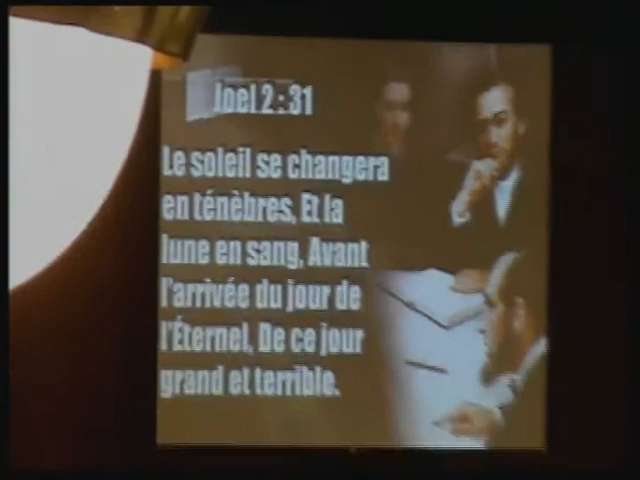 Joel 2:31
Le soleil se changera
en ténèbres, Et la
lune en sang, Avant
l'arrivée du jour de
l'Éternel, De ce jour
grand et terrible.